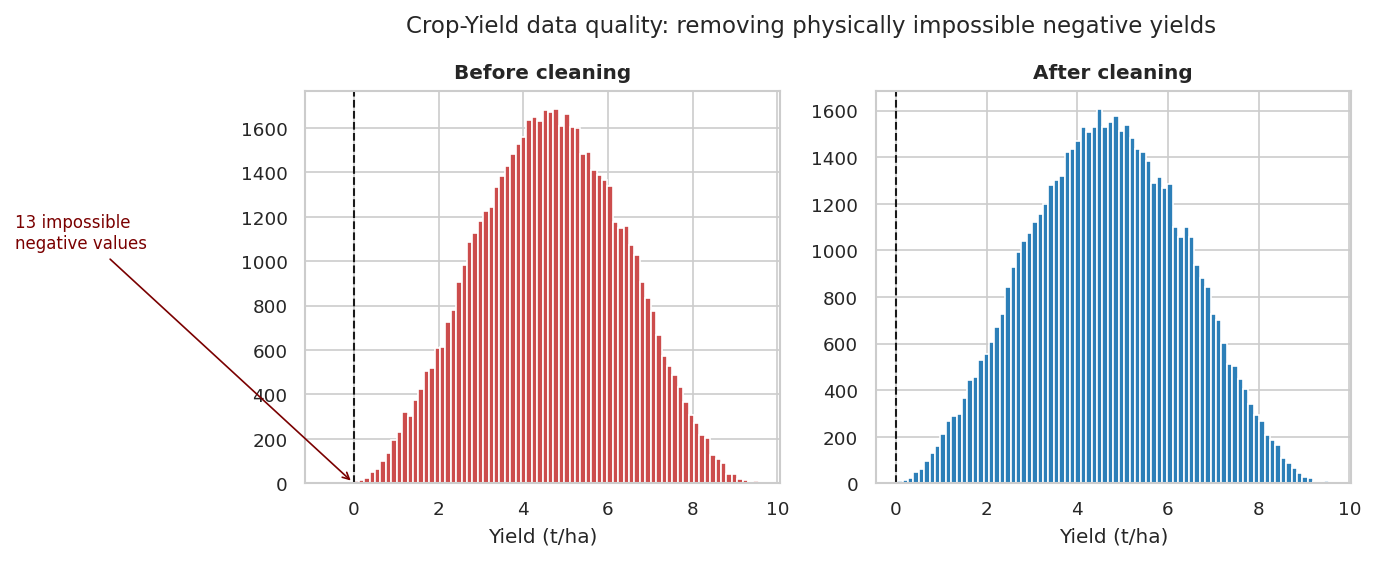 Crop-Yield data quality: removing physically impossible negative yields
Before cleaning
1600
1400
1200
1000
800
600
400
200
0
0 2 4 6 8 10
Yield (t/ha)
13 impossible
negative values
After cleaning
1600
1400
1200
1000
800
600
400
200
0
0 2 4 6 8 10
Yield (t/ha)